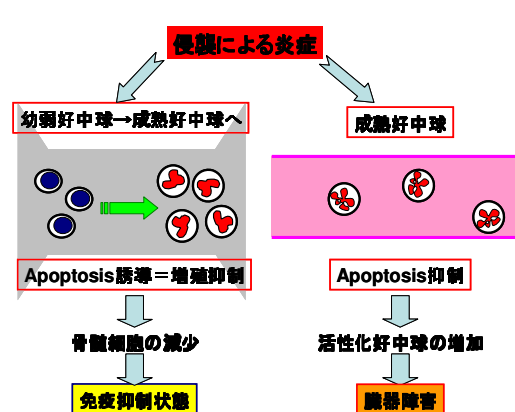 侵襲による炎症
幼弱好中球→成熟好中球へ
成熟好中球
Apoptosis誘導＝増殖抑制
Apoptosis抑制
骨髄細胞の減少
活性化好中球の増加
免疫抑制状態
臓器障害